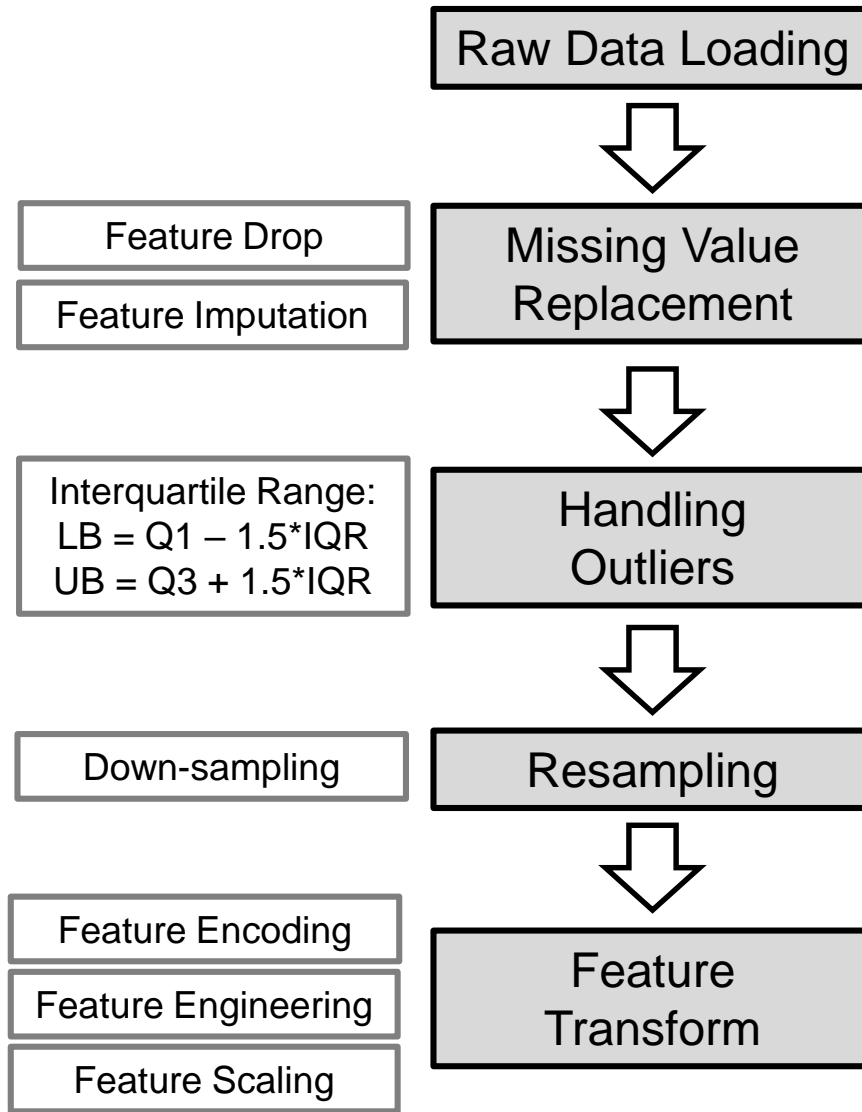 Raw Data Loading
Feature Drop
Feature Imputation
Missing Value
Replacement
Interquartile Range:
LB = Q1 – 1.5*IQR
UB = Q3 + 1.5*IQR
Handling
Outliers
Down-sampling
Resampling
Feature Encoding
Feature Engineering
Feature Scaling
Feature
Transform